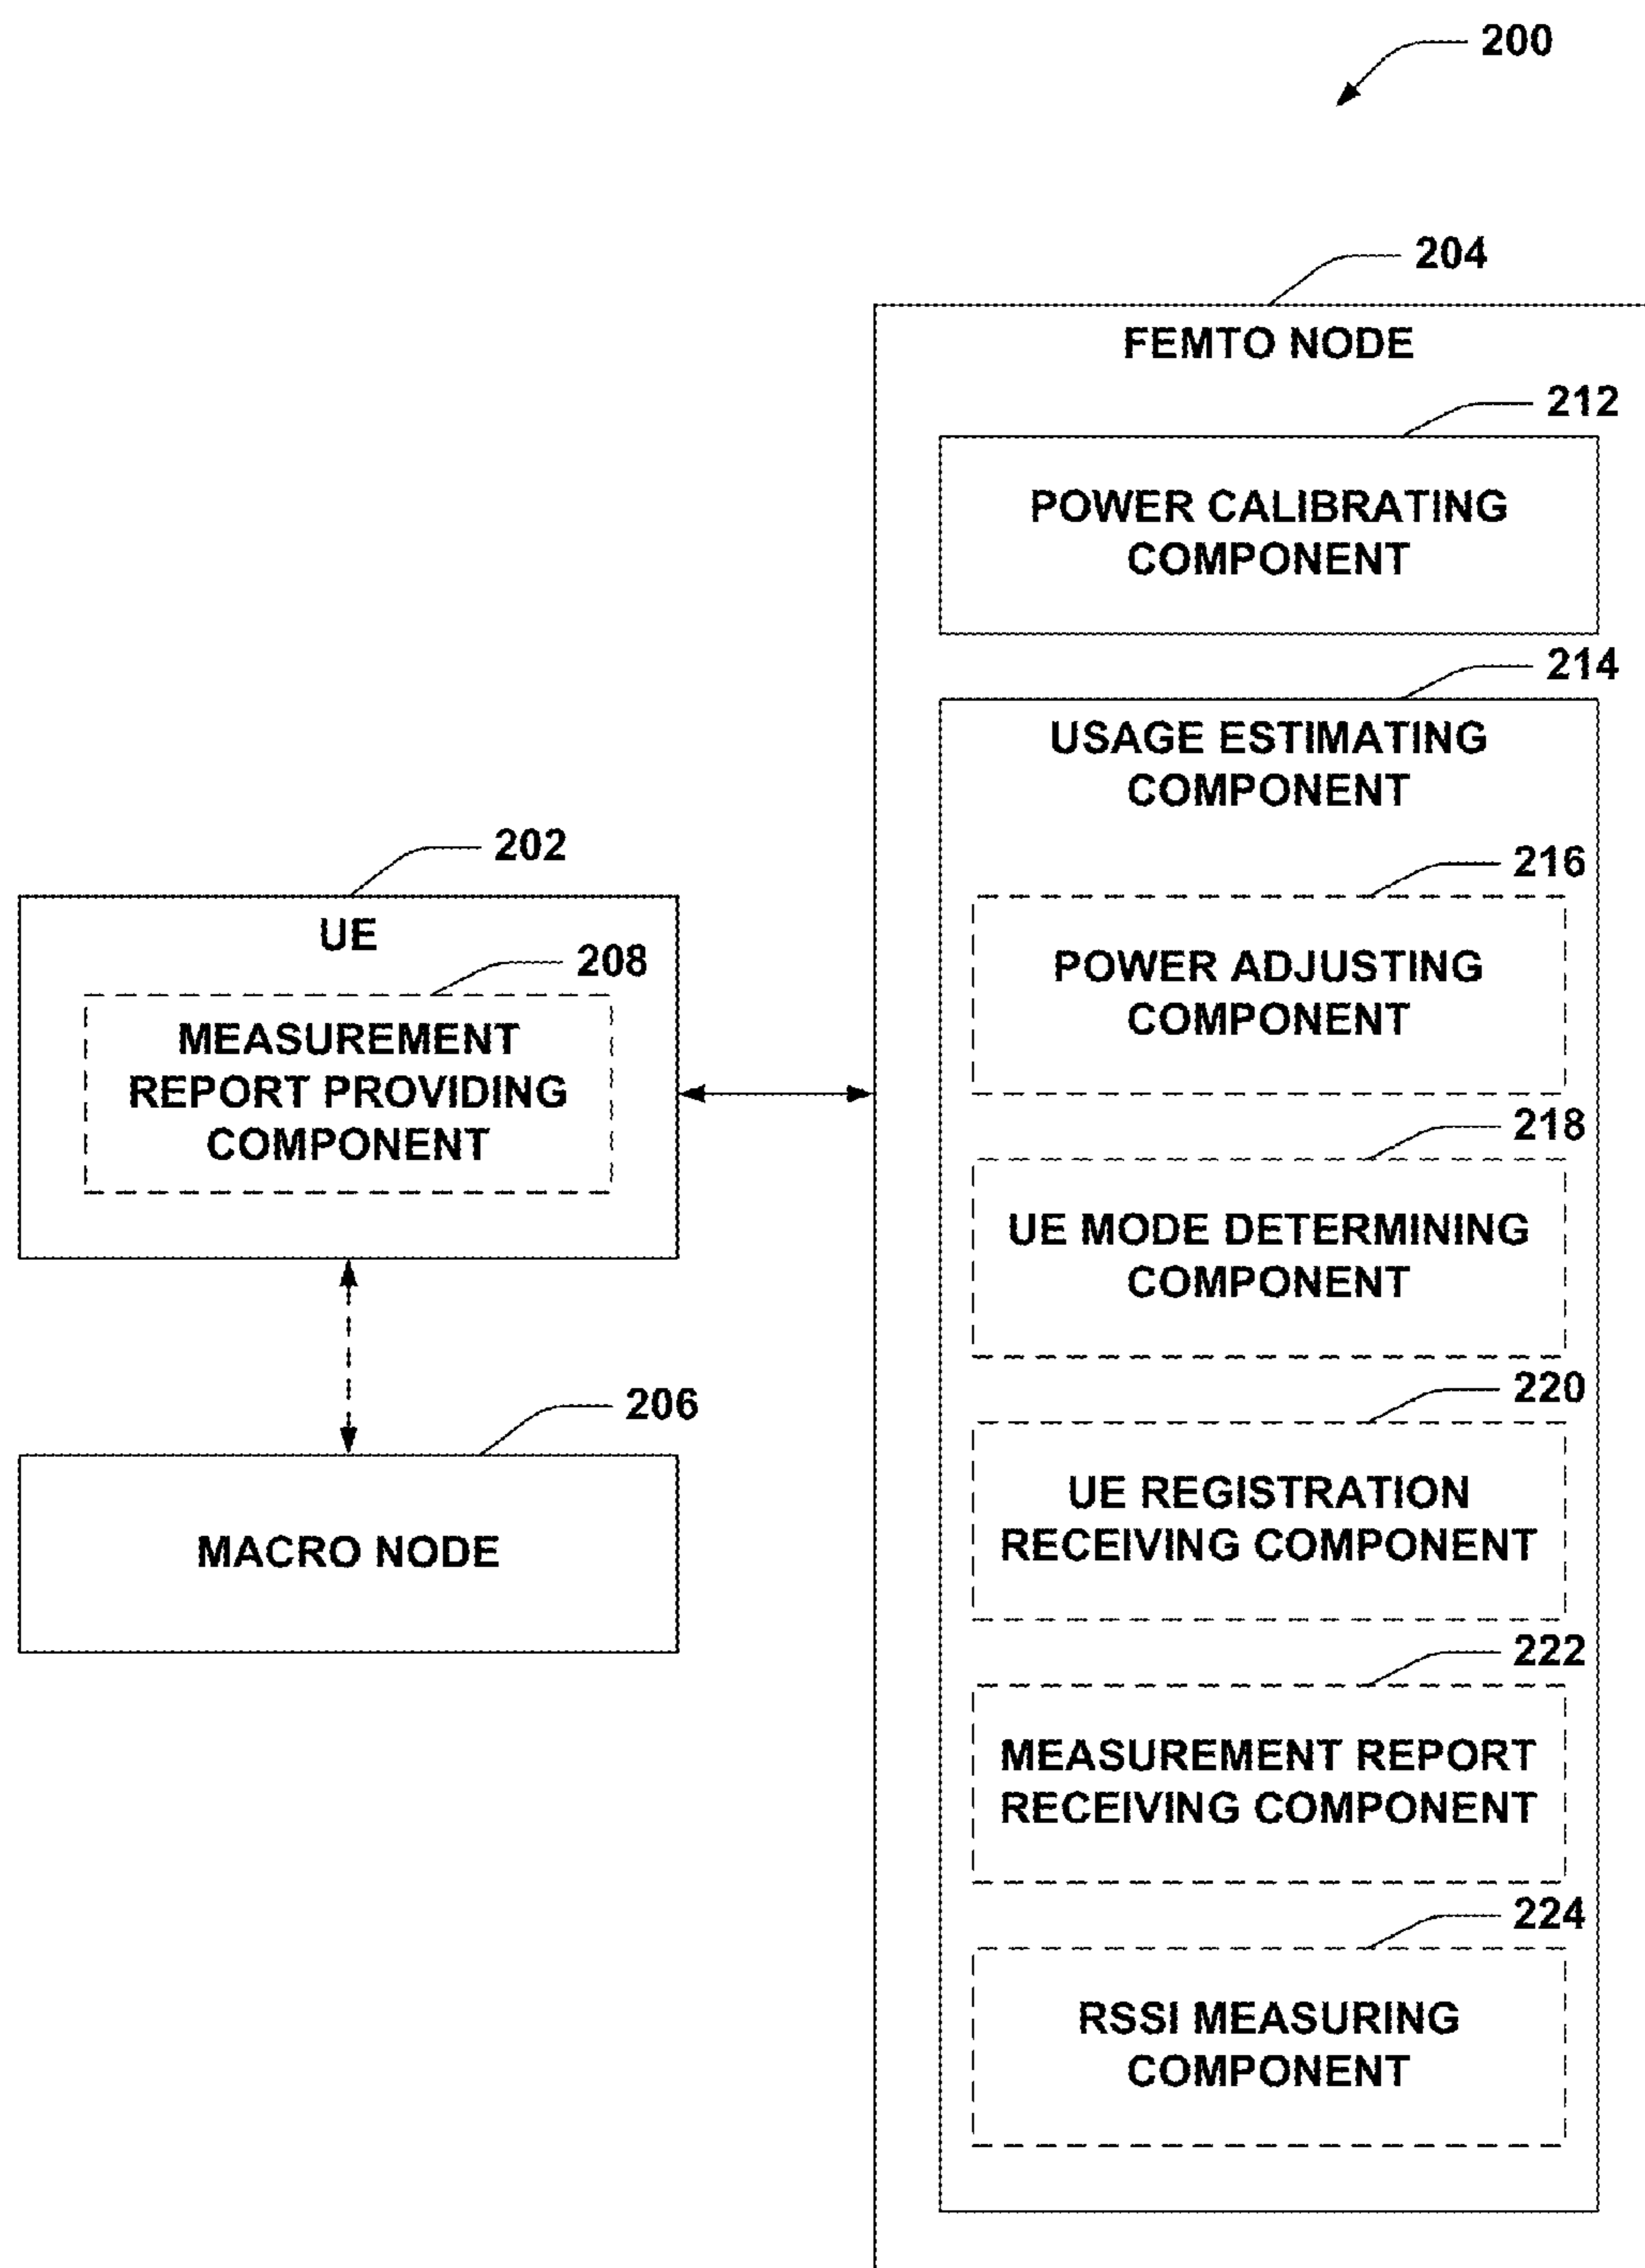 200
204
FEMTO NODE
212
POWER CALIBRATING
COMPONENT
214
USAGE ESTIMATING
COMPONENT
216
POWER ADJUSTING
COMPONENT
218
UE MODE DETERMINING
COMPONENT
220
UE REGISTRATION
RECEIVING COMPONENT
222
MEASUREMENT REPORT
RECEIVING COMPONENT
224
RSSI MEASURING
COMPONENT
202
UE
208
MEASUREMENT
REPORT PROVIDING
COMPONENT
206
MACRO NODE